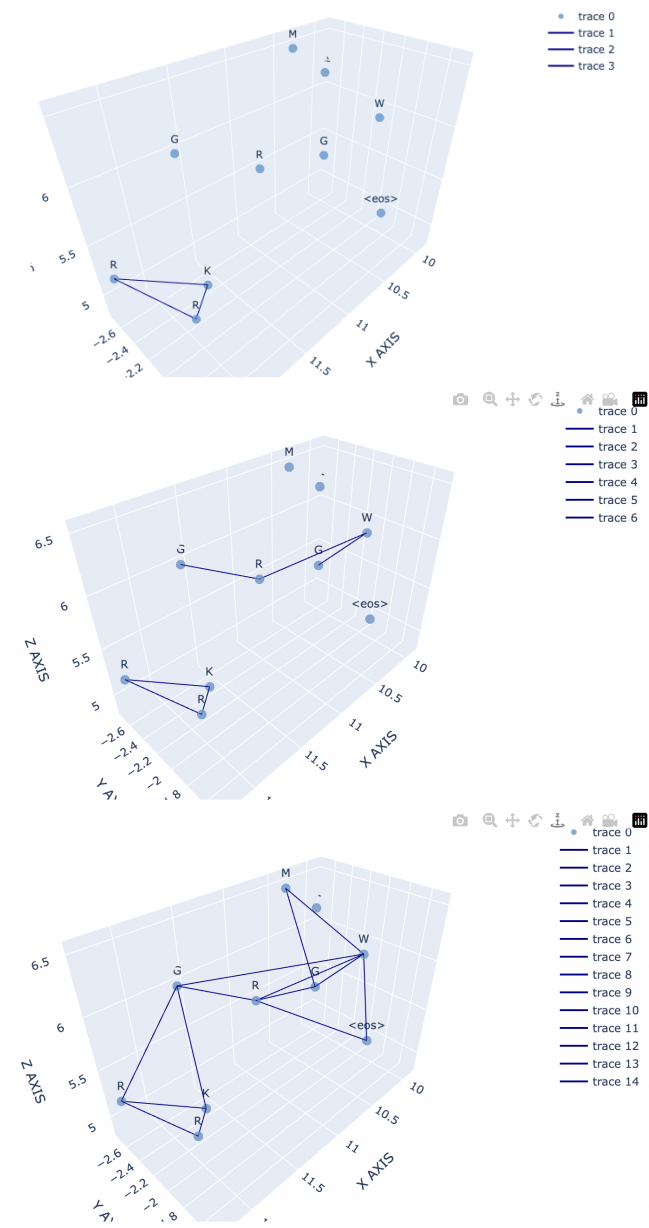 trace 0
trace 1
trace 2
trace 3
M
W
G
R
G
<eos>
R
K
R
6
5.5
5
−2.6
−2.4
−2.2
10
10.5
11
11.5
X AXIS
trace 0
trace 1
trace 2
trace 3
trace 4
trace 5
trace 6
M
W
G
R
G
<eos>
R
K
R
6.5
6
5.5
5
Z AXIS
−2.6
−2.4
−2.2
−2
10
10.5
11
11.5
X AXIS
trace 0
trace 1
trace 2
trace 3
trace 4
trace 5
trace 6
trace 7
trace 8
trace 9
trace 10
trace 11
trace 12
trace 13
trace 14
M
W
G
R
G
<eos>
R
K
R
6.5
6
5.5
5
Z AXIS
−2.6
−2.4
−2.2
−2
10
10.5
11
11.5
X AXIS